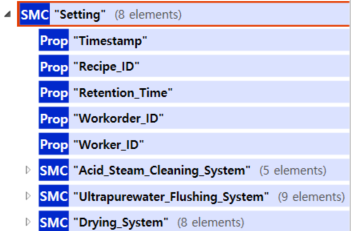 SMC "Setting" (8 elements)
Prop "Timestamp"
Prop "Recipe_ID"
Prop "Retention_Time"
Prop "Workorder_ID"
Prop "Worker_ID"
SMC "Acid_Steam_Cleaning_System" (5 elements)
SMC "Ultrapurewater_Flushing_System" (9 elements)
SMC "Drying_System" (8 elements)